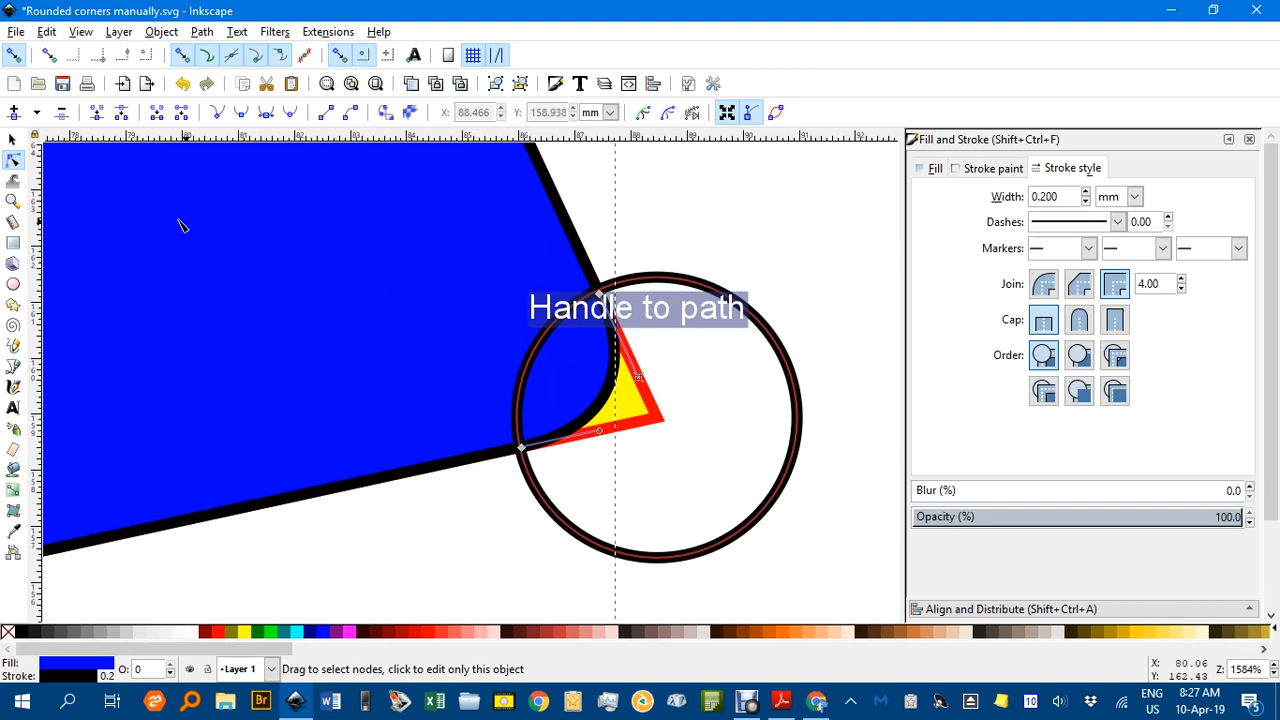 *"Rounded corners manually.svg - Inkscape
File Edit View Layer Object Path Text Filters Extensions Help
X: 88.466 Y: 158.938 mm
Fill and Stroke (Shift+Ctrl+F)
Fill Stroke paint Stroke style
Width: 0.200 mm
Dashes: 0.00
Markers:
Join: 4.00
Cap:
Order:
Handle to path
Blur (%) 0.0
Opacity (%) 100.0
Align and Distribute (Shift+Ctrl+A)
Fill:
Stroke: 0.2
O: 0
Layer 1
Drag to select nodes, click to edit only this object
X: 80.06
Y: 162.43
Z: 1584%
ENG
US
8:27 AM
10-Apr-19